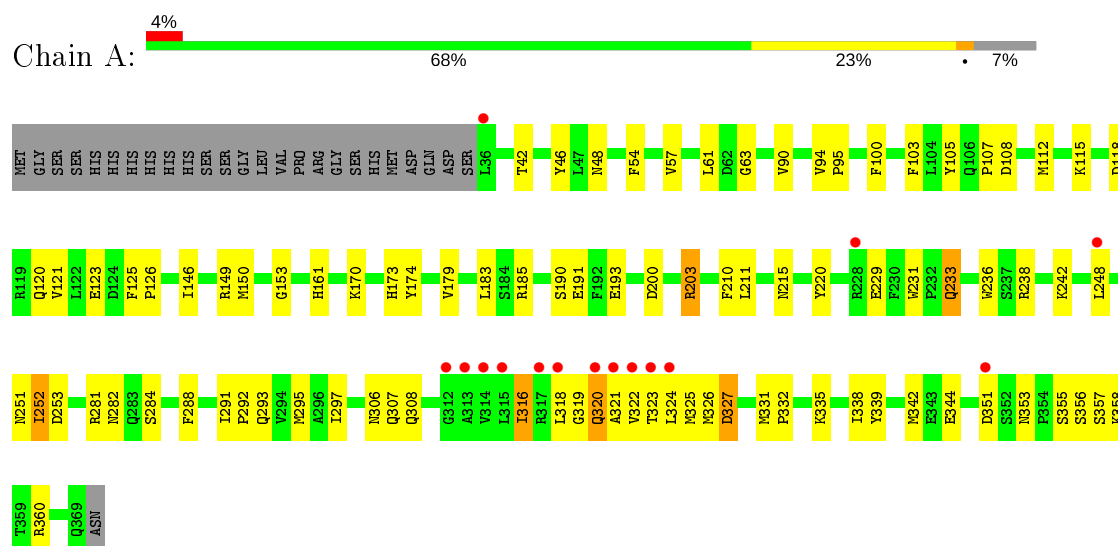 4%
Chain A:
68% 23% • 7%
MET GLY SER SER HIS HIS HIS HIS HIS HIS SER SER GLY LEU VAL PRO ARG GLY SER HIS MET ASP GLN ASP SER L36 T42 Y46 L47 N48 F54 V57 L61 D62 G63 V90 V94 P95 F100 F103 L104 Y105 Q106 P107 D108 M112 K115 D118
R119 Q120 V121 L122 E123 D124 F125 P126 I146 R149 M150 G153 H161 K170 H173 Y174 V179 L183 S184 R185 S190 E191 F192 E193 D200 R203 F210 L211 N215 Y220 R228 E229 F230 W231 P232 Q233 W236 S237 R238 K242 L248
N251 I252 D253 R281 N282 Q283 S284 F288 I291 P292 Q293 V294 M295 A296 I297 N306 Q307 Q308 G312 A313 V314 L315 I316 R317 L318 G319 Q320 A321 V322 T323 L324 M325 M326 D327 M331 P332 K335 I338 Y339 M342 E343 E344 D351 S352 N353 P354 S355 S356 S357 K358
T359 R360 Q369 ASN